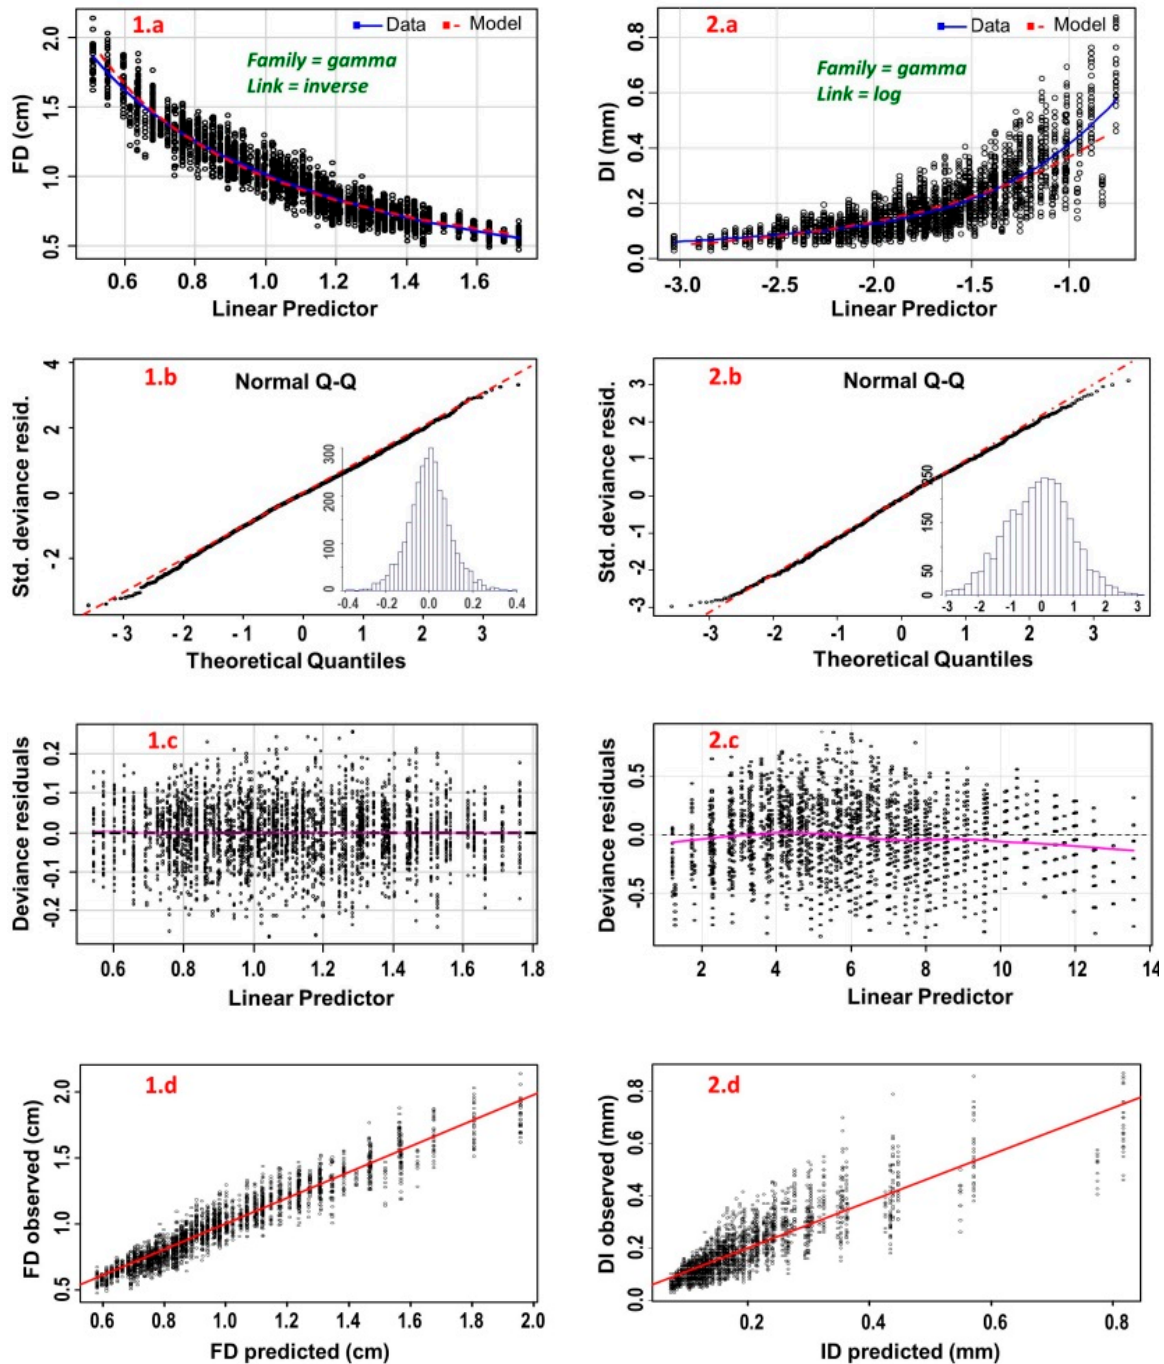 1.a
Data Model
Family = gamma
Link = inverse
FD (cm)
2.0
1.5
1.0
0.5
0.6 0.8 1.0 1.2 1.4 1.6
Linear Predictor
2.a
Data Model
Family = gamma
Link = log
DI (mm)
0.8
0.6
0.4
0.2
0.0
-3.0 -2.5 -2.0 -1.5 -1.0
Linear Predictor
1.b
Normal Q-Q
Std. deviance resid.
4
2
0
-2
300
200
100
0
-0.4 -0.2 0.0 0.2 0.4
- 3 - 2 - 1 0 1 2 3
Theoretical Quantiles
2.b
Normal Q-Q
Std. deviance resid.
3
2
1
0
-1
-2
-3
250
150
50
0
-3 -2 -1 0 1 2 3
-3 -2 -1 0 1 2 3
Theoretical Quantiles
1.c
Deviance residuals
0.2
0.1
0.0
-0.1
-0.2
0.6 0.8 1.0 1.2 1.4 1.6 1.8
Linear Predictor
2.c
Deviance residuals
0.5
0.0
-0.5
2 4 6 8 10 12 14
Linear Predictor
1.d
FD observed (cm)
2.0
1.5
1.0
0.5
0.6 0.8 1.0 1.2 1.4 1.6 1.8 2.0
FD predicted (cm)
2.d
DI observed (mm)
0.8
0.6
0.4
0.2
0.0
0.2 0.4 0.6 0.8
ID predicted (mm)